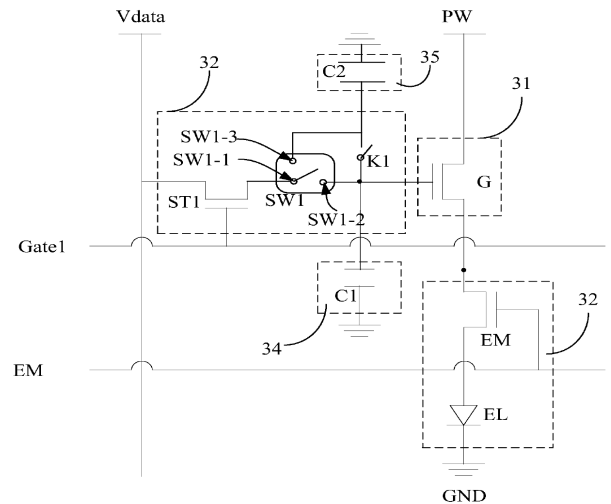 Vdata
PW
32
C2
35
31
SW1-3
SW1-1
K1
G
ST1
SW1
SW1-2
Gate1
C1
34
EM
32
EM
EL
GND